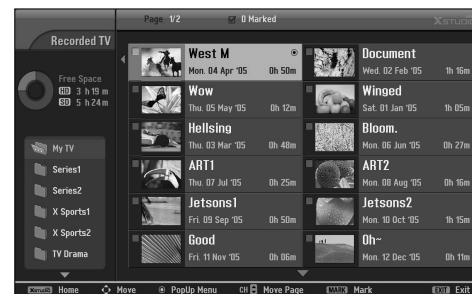 Page 1/2 0 Marked XSTUDIO
Recorded TV
Free Space
HD 3 h 19 m
SD 5 h 24 m
My TV
Series1
Series2
X Sports1
X Sports2
TV Drama
West M
Mon. 04 Apr '05 0h 50m
Document
Wed. 02 Feb '05 1h 16m
Wow
Thu. 05 May '05 0h 12m
Winged
Sat. 01 Jan '05 1h 05m
Hellsing
Thu. 03 Mar '05 0h 48m
Bloom.
Mon. 06 Jun '05 0h 27m
ART1
Thu. 07 Jul '05 0h 25m
ART2
Mon. 08 Aug '05 0h 16m
Jetsons1
Fri. 09 Sep '05 0h 50m
Jetsons2
Mon. 10 Oct '05 1h 15m
Good
Fri. 11 Nov '05 0h 06m
Oh~
Mon. 12 Dec '05 0h 11m
XSTUDIO Home Move PopUp Menu CH Move Page MARK Mark EXIT Exit